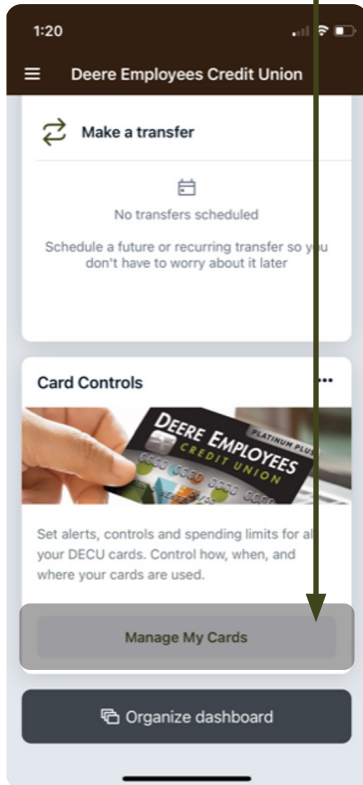 1:20
Deere Employees Credit Union
Make a transfer
No transfers scheduled
Schedule a future or recurring transfer so you
don't have to worry about it later
Card Controls
DEERE EMPLOYEES
CREDIT UNION
PLATINUM PLUS
Set alerts, controls and spending limits for all
your DECU cards. Control how, when, and
where your cards are used.
Manage My Cards
Organize dashboard